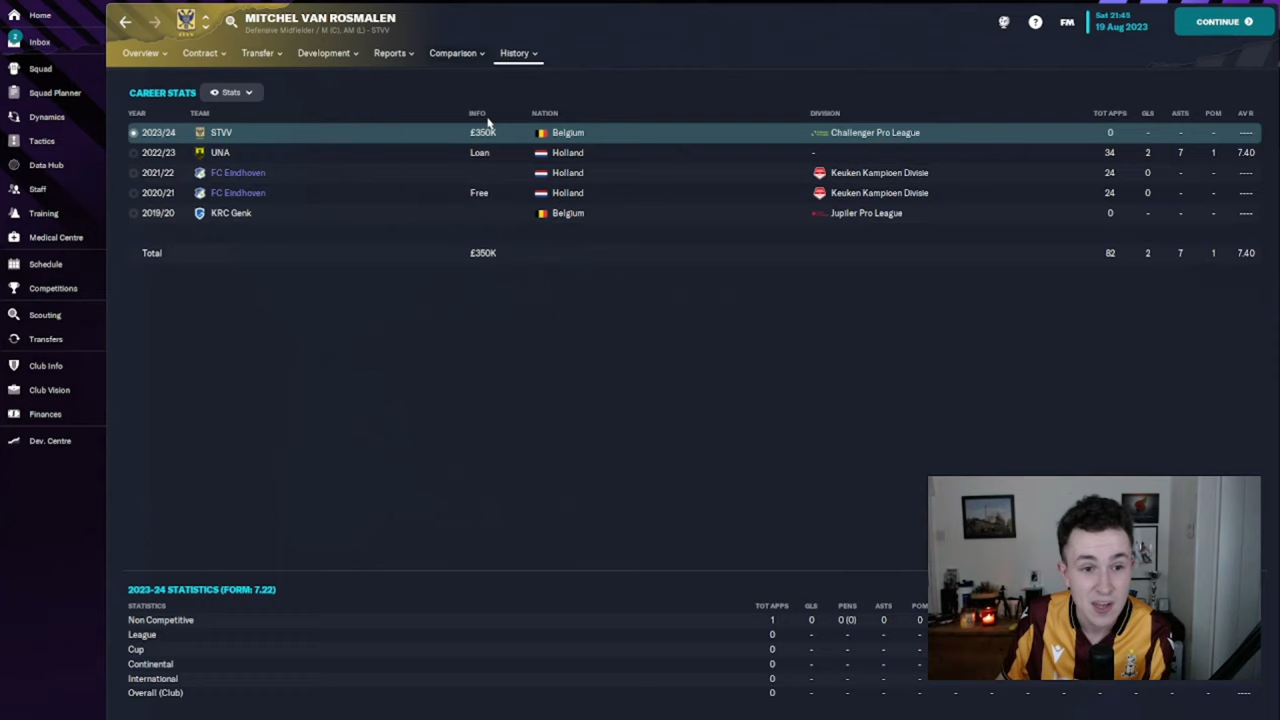 Home
Inbox
2
Squad
Squad Planner
Dynamics
Tactics
Data Hub
Staff
Training
Medical Centre
Schedule
Competitions
Scouting
Transfers
Club Info
Club Vision
Finances
Dev. Centre
MITCHEL VAN ROSMALEN
Defensive Midfielder / M (C), AM (L) - STVV
FM
Sat 21:45
19 Aug 2023
CONTINUE
Overview Contract Transfer Development Reports Comparison History
CAREER STATS Stats
YEAR TEAM INFO NATION DIVISION TOT APPS GLS ASTS POM AV R
2023/24 STVV £350K Belgium Challenger Pro League 0 - - - ----
2022/23 UNA Loan Holland - 34 2 7 1 7.40
2021/22 FC Eindhoven Holland Keuken Kampioen Divisie 24 0 - - ----
2020/21 FC Eindhoven Free Holland Keuken Kampioen Divisie 24 0 - - ----
2019/20 KRC Genk Belgium Jupiler Pro League 0 - - - ----
Total £350K 82 2 7 1 7.40
2023-24 STATISTICS (FORM: 7.22)
STATISTICS TOT APPS GLS PENS ASTS POM
Non Competitive 1 0 0 (0) 0 0
League 0 - - - -
Cup 0 - - - -
Continental 0 - - - -
International 0 - - - -
Overall (Club) 0 - - - - - - - - - - ----